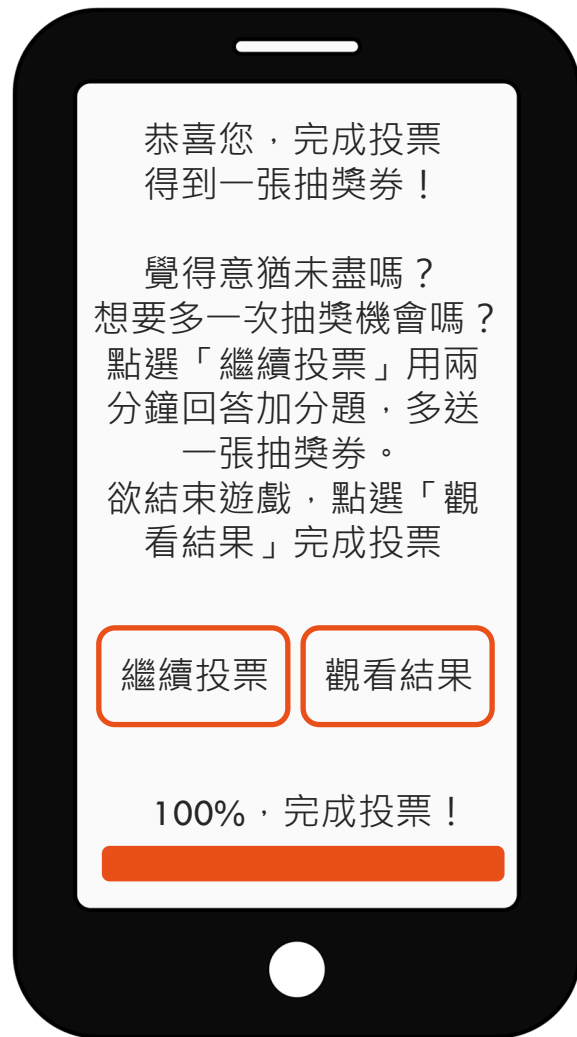 恭喜您，完成投票
得到一張抽獎券！
覺得意猶未盡嗎？
想要多一次抽獎機會嗎？
點選「繼續投票」用兩
分鐘回答加分題，多送
一張抽獎券。
欲結束遊戲，點選「觀
看結果」完成投票
繼續投票
觀看結果
100%，完成投票！